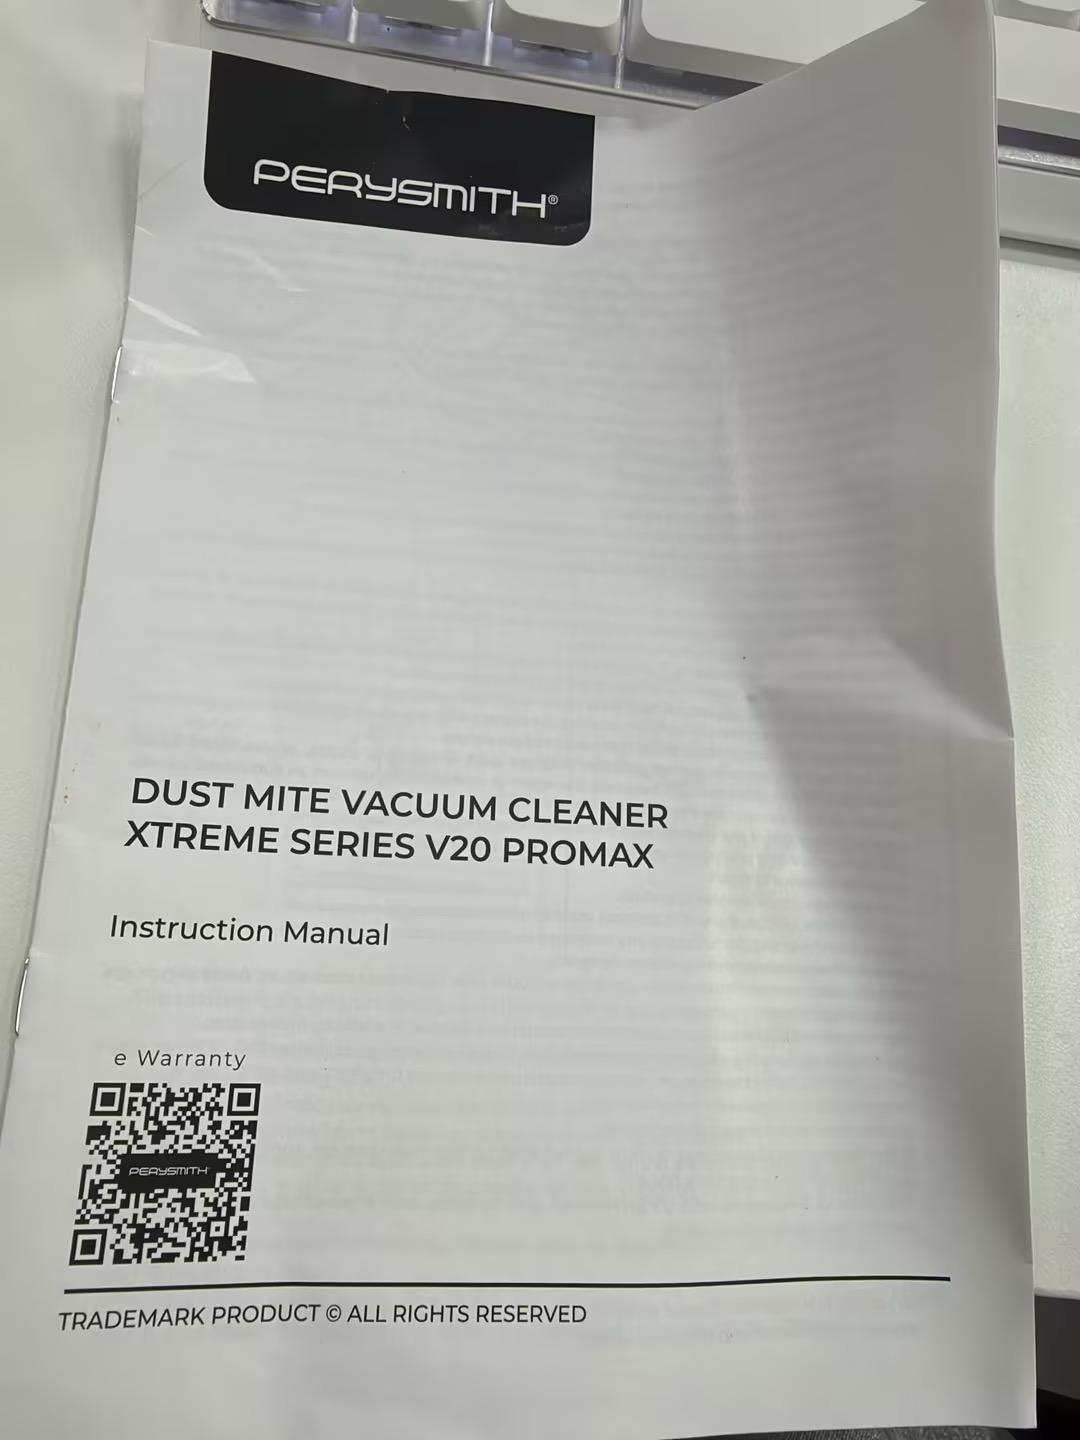 PERYSMITH®
DUST MITE VACUUM CLEANER
XTREME SERIES V20 PROMAX
Instruction Manual
e Warranty
PERYSMITH
TRADEMARK PRODUCT © ALL RIGHTS RESERVED